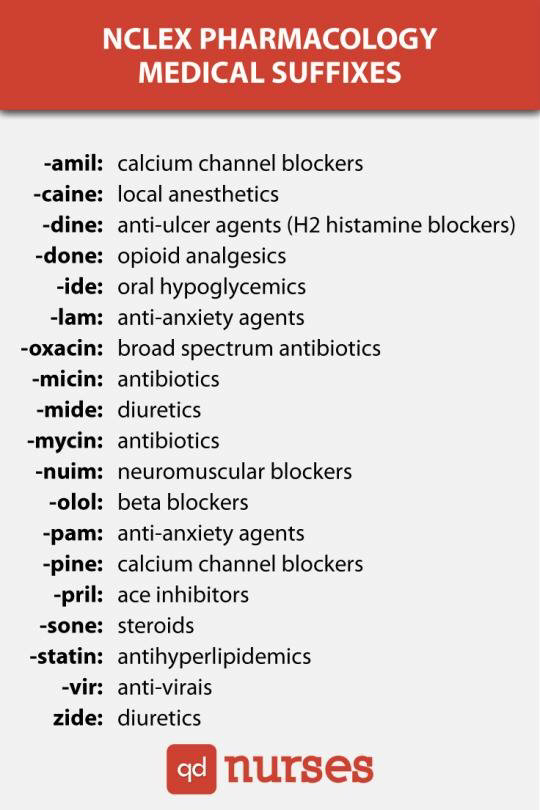 NCLEX PHARMACOLOGY
MEDICAL SUFFIXES
-amil: calcium channel blockers
-caine: local anesthetics
-dine: anti-ulcer agents (H2 histamine blockers)
-done: opioid analgesics
-ide: oral hypoglycemics
-lam: anti-anxiety agents
-oxacin: broad spectrum antibiotics
-micin: antibiotics
-mide: diuretics
-mycin: antibiotics
-nuim: neuromuscular blockers
-olol: beta blockers
-pam: anti-anxiety agents
-pine: calcium channel blockers
-pril: ace inhibitors
-sone: steroids
-statin: antihyperlipidemics
-vir: anti-virais
zide: diuretics
qd nurses